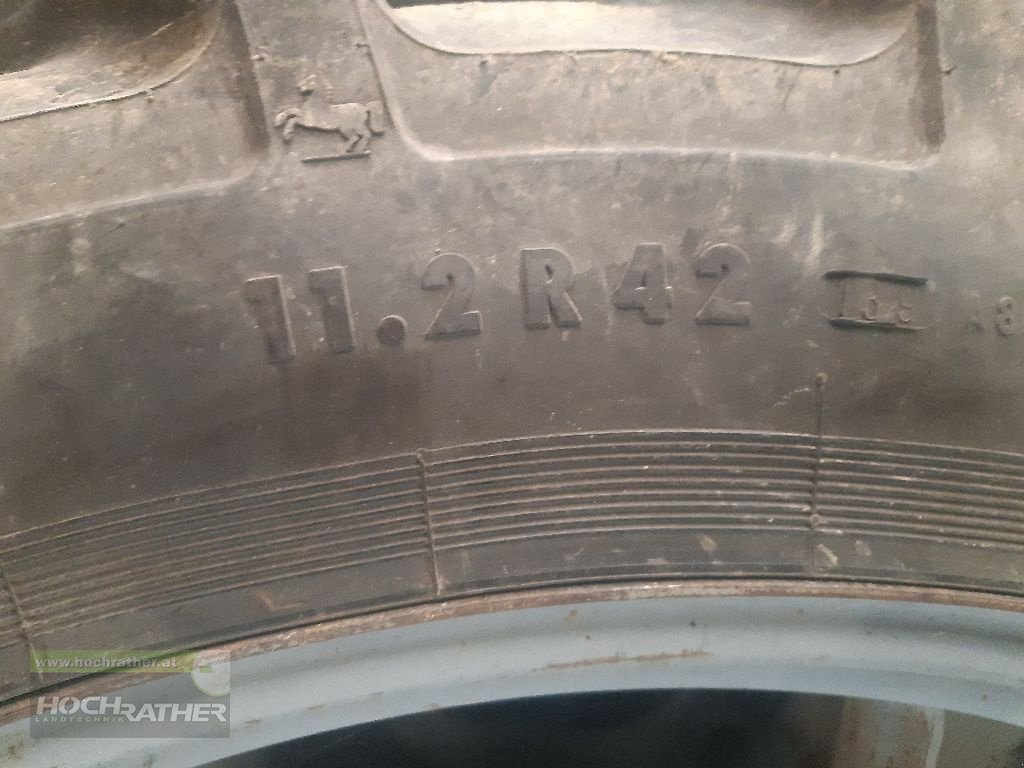 11.2 R 42
www.hochrather.at
HOCHRATHER
LANDTECHNIK